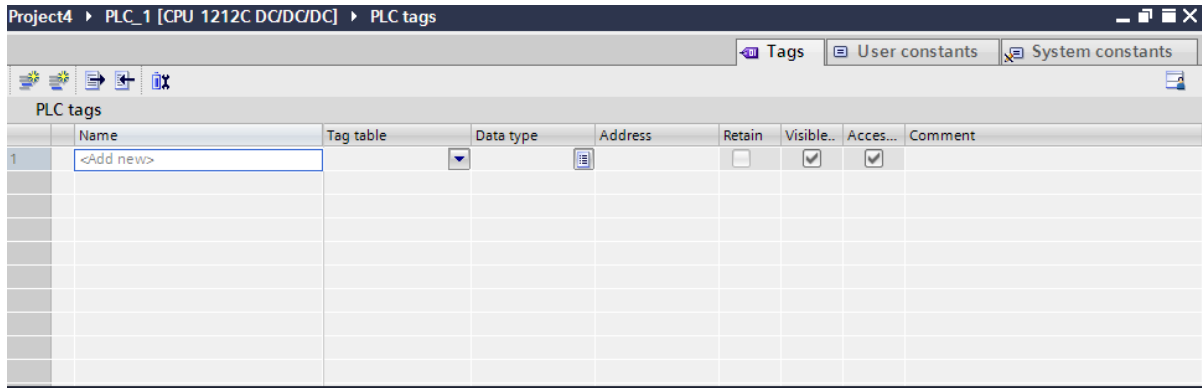 Project4 ▸ PLC_1 [CPU 1212C DC/DC/DC] ▸ PLC tags
Tags User constants System constants
PLC tags
Name Tag table Data type Address Retain Visible.. Acces... Comment
1 <Add new>